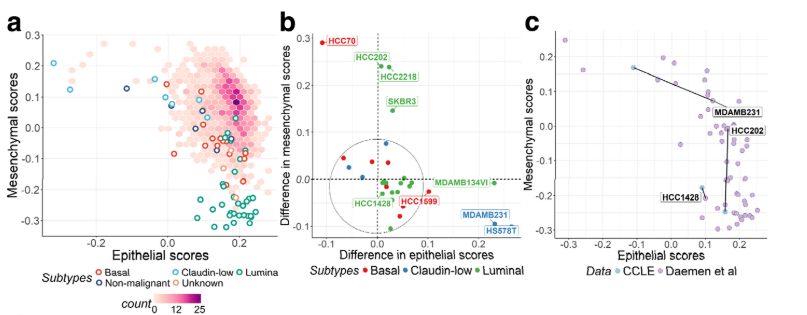 a
0.3
0.2
0.1
0.0
-0.1
-0.2
-0.3
Mesenchymal scores
-0.2
0.0
0.2
Epithelial scores
Subtypes
Basal
Claudin-low
Lumina
Non-malignant
Unknown
count
0
12
25
b
0.3
0.2
0.1
0.0
-0.1
Difference in mesenchymal scores
HCC70
HCC202
HCC2218
SKBR3
MDAMB134VI
HCC1428
HCC1599
MDAMB231
HS578T
-0.1
0.0
0.1
0.2
Difference in epithelial scores
Subtypes
Basal
Claudin-low
Luminal
c
0.2
0.1
0.0
-0.1
-0.2
-0.3
Mesenchymal scores
MDAMB231
HCC202
HCC1428
-0.3
-0.2
-0.1
0.0
0.1
0.2
Epithelial scores
Data
CCLE
Daemen et al